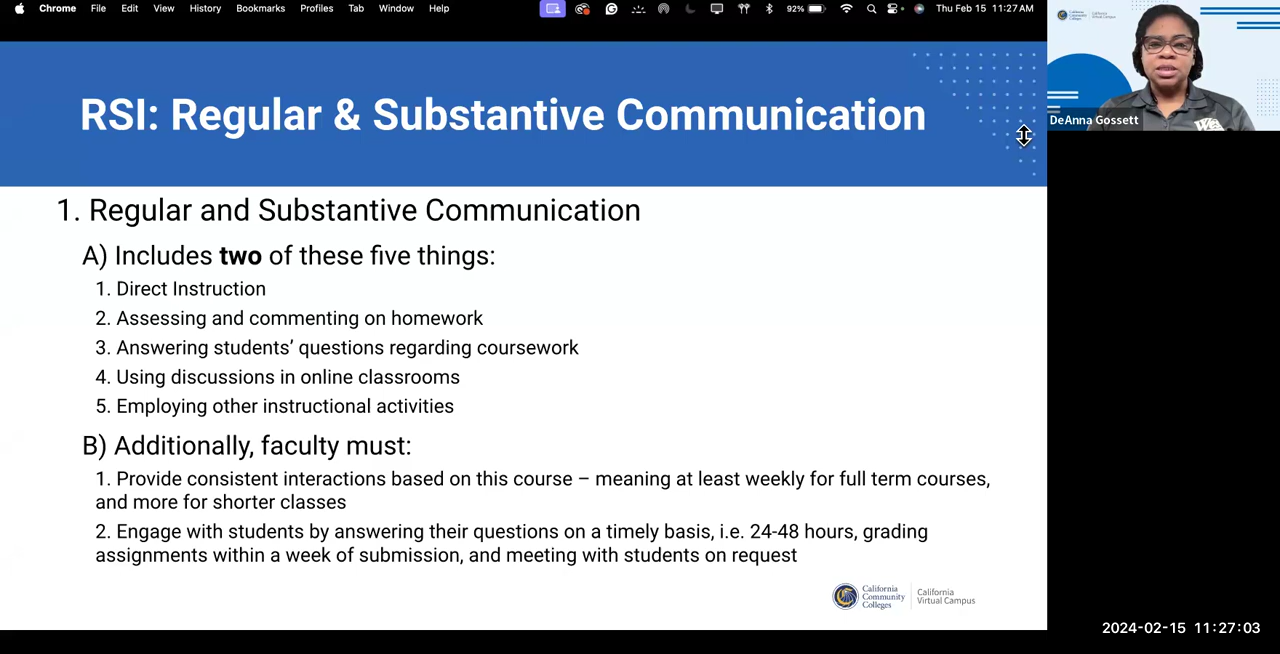 Chrome File Edit View History Bookmarks Profiles Tab Window Help 92% Thu Feb 15 11:27 AM
RSI: Regular & Substantive Communication
DeAnna Gossett
1. Regular and Substantive Communication
A) Includes two of these five things:
1. Direct Instruction
2. Assessing and commenting on homework
3. Answering students’ questions regarding coursework
4. Using discussions in online classrooms
5. Employing other instructional activities
B) Additionally, faculty must:
1. Provide consistent interactions based on this course – meaning at least weekly for full term courses,
and more for shorter classes
2. Engage with students by answering their questions on a timely basis, i.e. 24-48 hours, grading
assignments within a week of submission, and meeting with students on request
California
Community
Colleges
California
Virtual Campus
2024-02-15 11:27:03